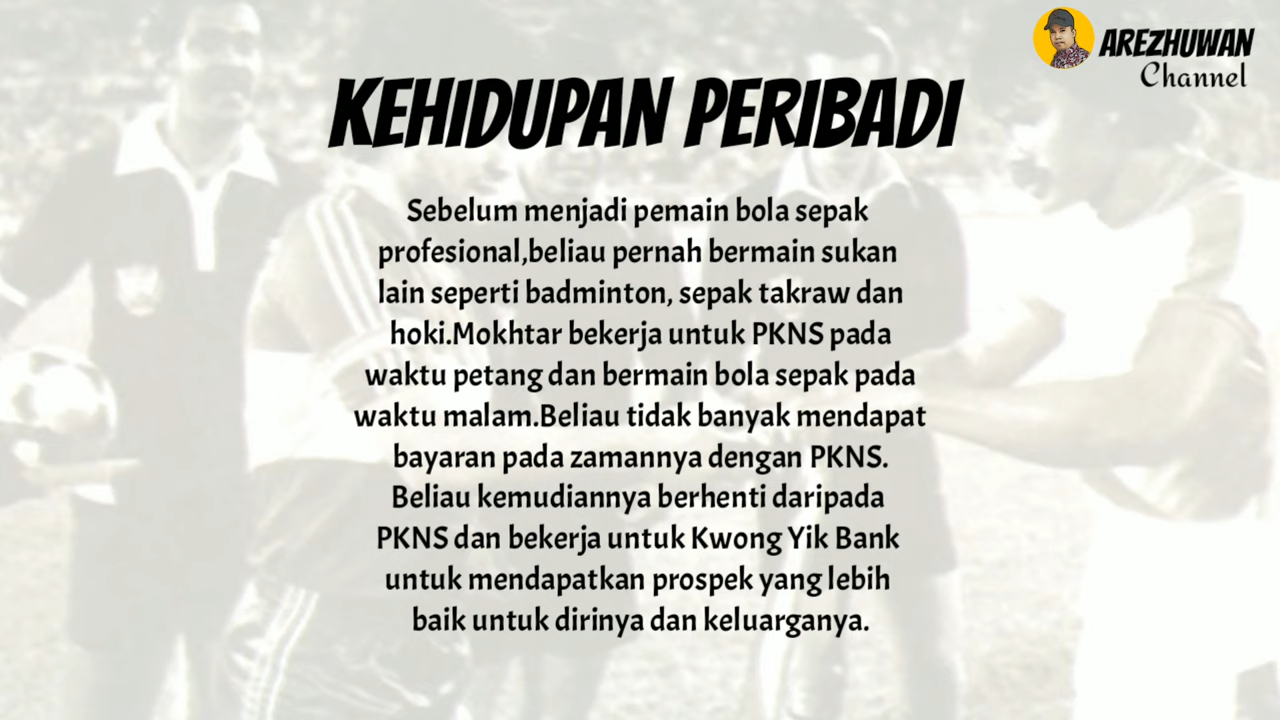 AREZHUWAN
Channel
KEHIDUPAN PERIBADI
Sebelum menjadi pemain bola sepak
profesional,beliau pernah bermain sukan
lain seperti badminton, sepak takraw dan
hoki.Mokhtar bekerja untuk PKNS pada
waktu petang dan bermain bola sepak pada
waktu malam.Beliau tidak banyak mendapat
bayaran pada zamannya dengan PKNS.
Beliau kemudiannya berhenti daripada
PKNS dan bekerja untuk Kwong Yik Bank
untuk mendapatkan prospek yang lebih
baik untuk dirinya dan keluarganya.